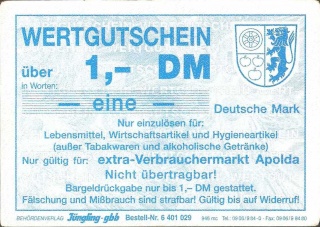 WERTGUTSCHEIN
über 1,– DM
in Worten:
— eine — Deutsche Mark
Nur einzulösen für:
Lebensmittel, Wirtschaftsartikel und Hygieneartikel
(außer Tabakwaren und alkoholische Getränke)
Nur gültig für: extra-Verbrauchermarkt Apolda
Nicht übertragbar!
Bargeldrückgabe nur bis 1,– DM gestattet.
Fälschung und Mißbrauch sind strafbar! Gültig bis auf Widerruf!
BEHÖRDENVERLAG Jüngling-gbb Bestell-Nr. 6 401 029